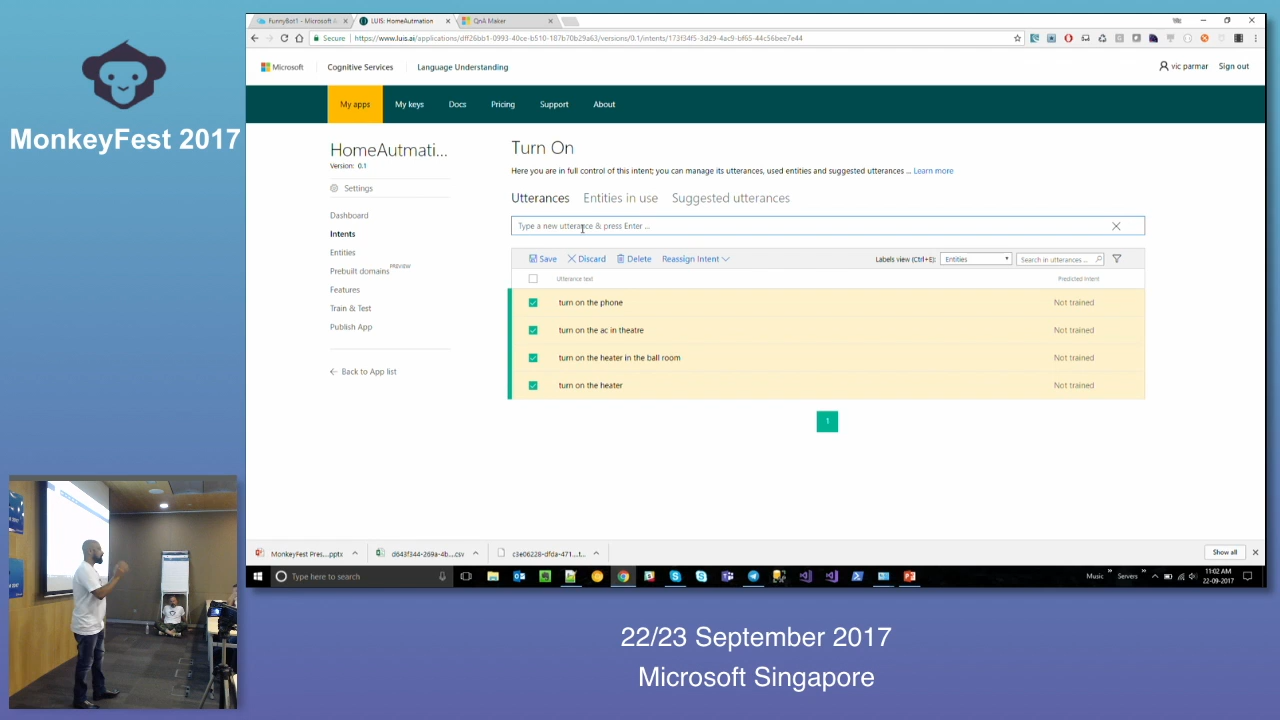 MonkeyFest 2017
FunnyBot1 - Microsoft A
LUIS: HomeAutmation
QnA Maker
Secure
https://www.luis.ai/applications/dff26bb1-0993-40ce-b510-187b70b29a63/versions/0.1/intents/173f34f5-3d29-4ac9-bf65-44c56bee7e44
Microsoft
Cognitive Services
Language Understanding
vic parmar
Sign out
My apps
My keys
Docs
Pricing
Support
About
HomeAutmati...
Version: 0.1
Settings
Dashboard
Intents
Entities
Prebuilt domains PREVIEW
Features
Train & Test
Publish App
Back to App list
Turn On
Here you are in full control of this intent; you can manage its utterances, used entities and suggested utterances ... Learn more
Utterances
Entities in use
Suggested utterances
Type a new utterance & press Enter ...
Save
Discard
Delete
Reassign Intent
Labels view (Ctrl+E):
Entities
Search in utterances ...
Utterance text
Predicted Intent
turn on the phone
Not trained
turn on the ac in theatre
Not trained
turn on the heater in the ball room
Not trained
turn on the heater
Not trained
1
MonkeyFest Pres....pptx
d643f344-269a-4b....csv
c3e06228-dfda-471....t...
Show all
Type here to search
Music
Servers
11:02 AM
22-09-2017
22/23 September 2017
Microsoft Singapore